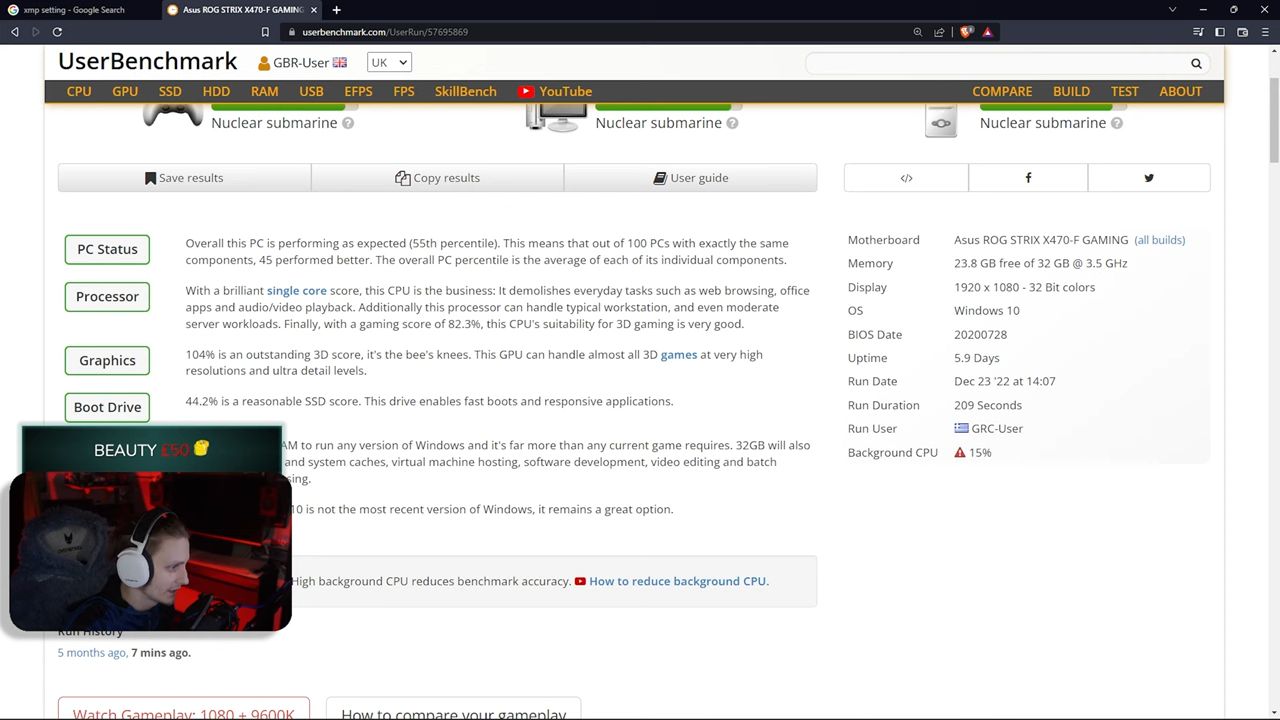 xmp setting - Google Search
Asus ROG STRIX X470-F GAMING
userbenchmark.com/UserRun/57695869
UserBenchmark
GBR-User
UK
CPU GPU SSD HDD RAM USB EFPS FPS SkillBench YouTube
COMPARE BUILD TEST ABOUT
Nuclear submarine
Nuclear submarine
Nuclear submarine
Save results
Copy results
User guide
</>
PC Status
Overall this PC is performing as expected (55th percentile). This means that out of 100 PCs with exactly the same
components, 45 performed better. The overall PC percentile is the average of each of its individual components.
Processor
With a brilliant single core score, this CPU is the business: It demolishes everyday tasks such as web browsing, office
apps and audio/video playback. Additionally this processor can handle typical workstation, and even moderate
server workloads. Finally, with a gaming score of 82.3%, this CPU's suitability for 3D gaming is very good.
Graphics
104% is an outstanding 3D score, it's the bee's knees. This GPU can handle almost all 3D games at very high
resolutions and ultra detail levels.
Boot Drive
44.2% is a reasonable SSD score. This drive enables fast boots and responsive applications.
to run any version of Windows and it's far more than any current game requires. 32GB will also
and system caches, virtual machine hosting, software development, video editing and batch
10 is not the most recent version of Windows, it remains a great option.
High background CPU reduces benchmark accuracy. How to reduce background CPU.
Motherboard Asus ROG STRIX X470-F GAMING (all builds)
Memory 23.8 GB free of 32 GB @ 3.5 GHz
Display 1920 x 1080 - 32 Bit colors
OS Windows 10
BIOS Date 20200728
Uptime 5.9 Days
Run Date Dec 23 '22 at 14:07
Run Duration 209 Seconds
Run User GRC-User
Background CPU 15%
BEAUTY £50
Run History
5 months ago, 7 mins ago.
Watch Gameplay: 1080 + 9600K
How to compare your gameplay